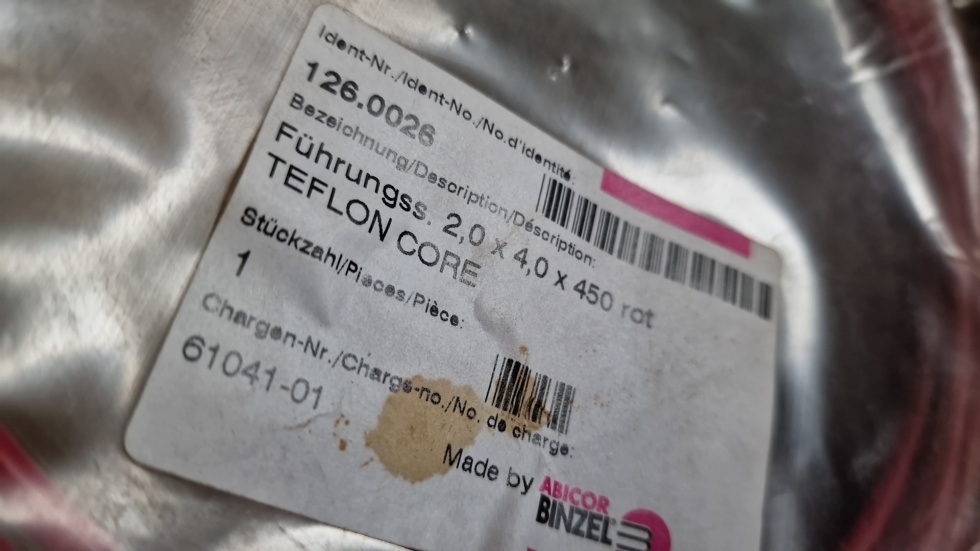 Ident-Nr./Ident-No./No.d'identité:
126.0026
Bezeichnung/Description/Déscription:
Führungss. 2,0 x 4,0 x 450 rot
TEFLON CORE
Stückzahl/Pieces/Pièce:
1
Chargen-Nr./Charge-no./No. de charge:
61041-01
Made by ABICOR
BINZEL